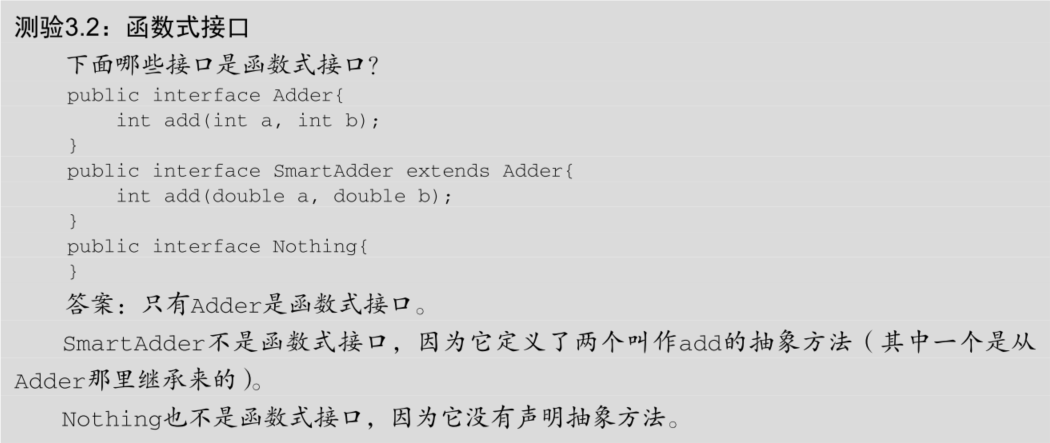 测验3.2：函数式接口
下面哪些接口是函数式接口？
public interface Adder{
    int add(int a, int b);
}
public interface SmartAdder extends Adder{
    int add(double a, double b);
}
public interface Nothing{
}
答案：只有Adder是函数式接口。
SmartAdder不是函数式接口，因为它定义了两个叫作add的抽象方法（其中一个是从
Adder那里继承来的）。
Nothing也不是函数式接口，因为它没有声明抽象方法。